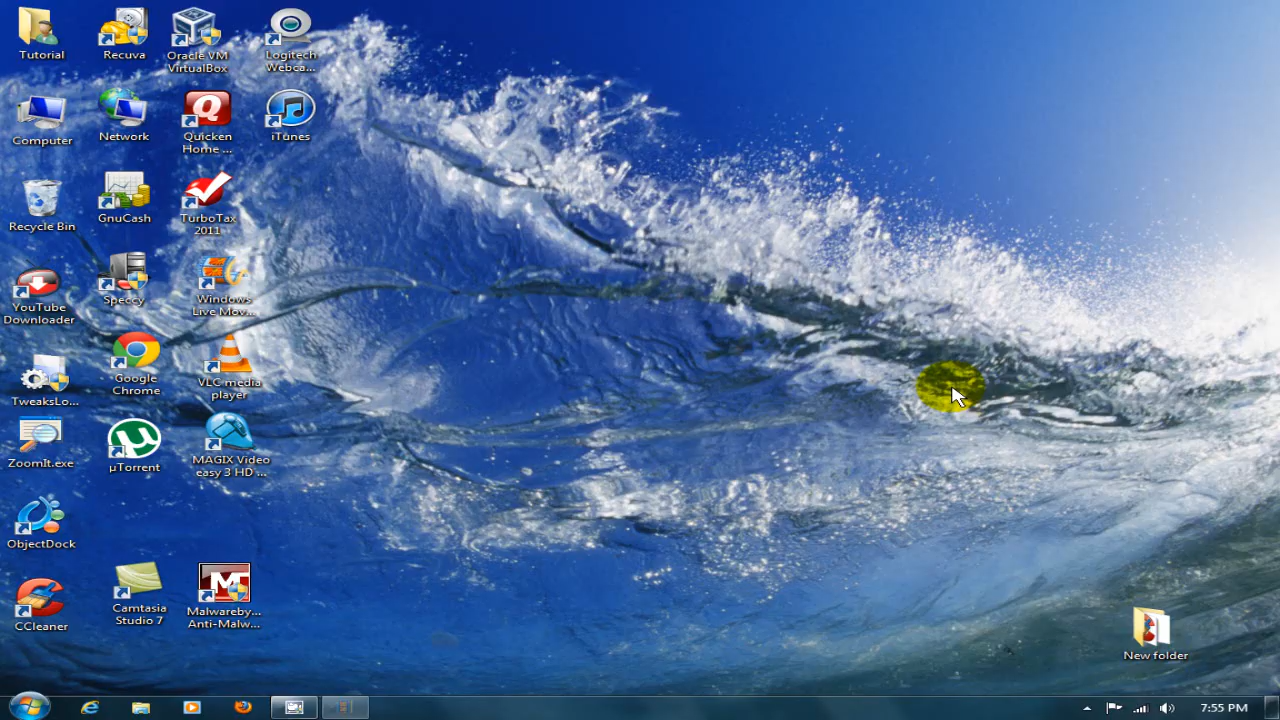 Tutorial
Recuva
Oracle VM
VirtualBox
Logitech
Webca...
Computer
Network
Quicken
Home ...
iTunes
Recycle Bin
GnuCash
TurboTax
2011
YouTube
Downloader
Speccy
Windows
Live Mov...
TweaksLo...
Google
Chrome
VLC media
player
ZoomIt.exe
µTorrent
MAGIX Video
easy 3 HD ...
ObjectDock
CCleaner
Camtasia
Studio 7
Malwareby...
Anti-Malw...
New folder
7:55 PM